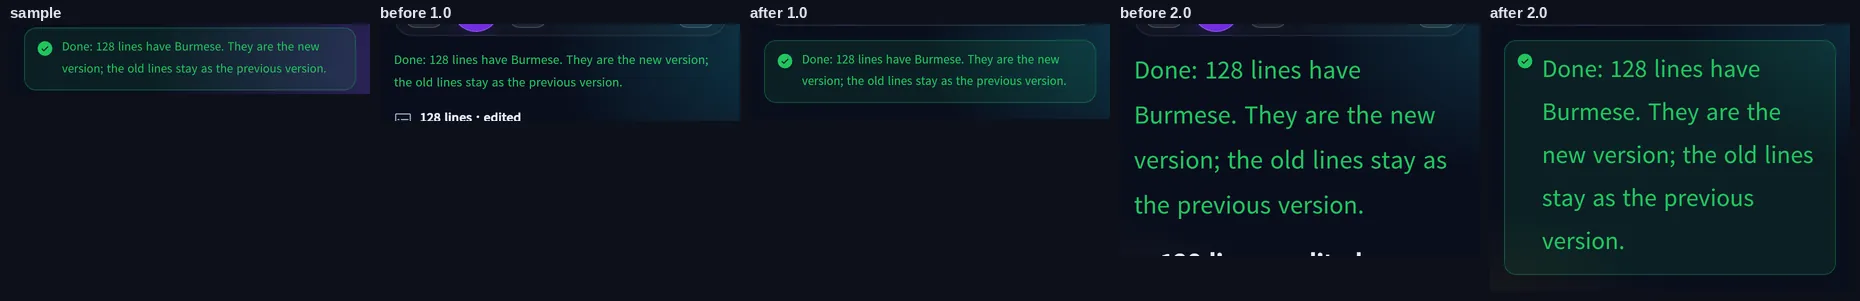 sample
Done: 128 lines have Burmese. They are the new
version; the old lines stay as the previous version.
before 1.0
Done: 128 lines have Burmese. They are the new version;
the old lines stay as the previous version.
128 lines · edited
after 1.0
Done: 128 lines have Burmese. They are the new
version; the old lines stay as the previous version.
before 2.0
Done: 128 lines have
Burmese. They are the new
version; the old lines stay as
the previous version.
after 2.0
Done: 128 lines have
Burmese. They are the
new version; the old lines
stay as the previous
version.